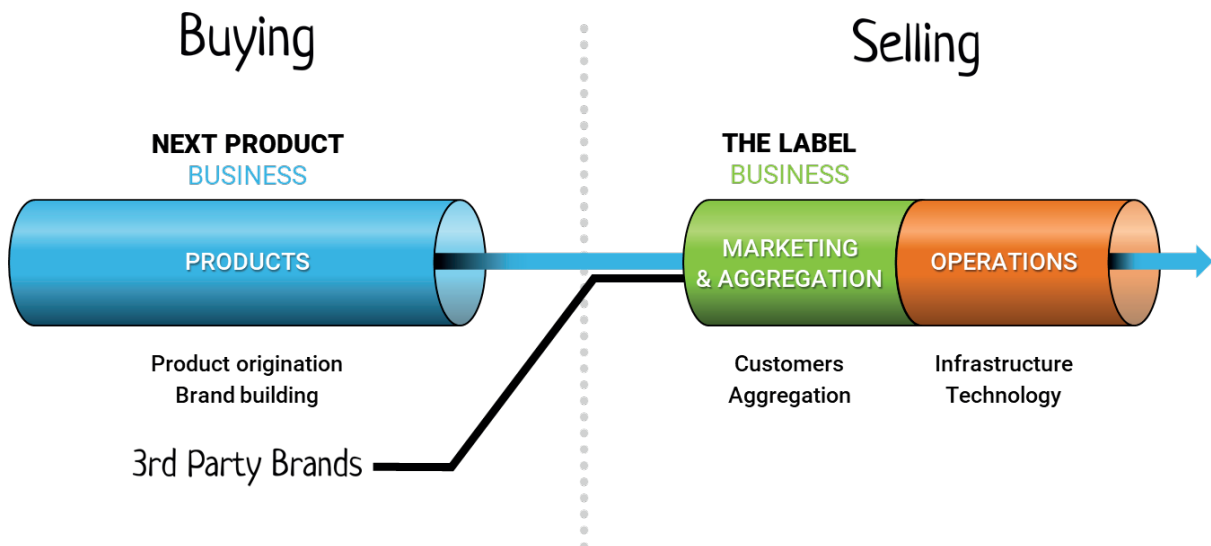 Buying
Selling
NEXT PRODUCT
BUSINESS
THE LABEL
BUSINESS
PRODUCTS
MARKETING
& AGGREGATION
OPERATIONS
Product origination
Brand building
Customers
Aggregation
Infrastructure
Technology
3rd Party Brands